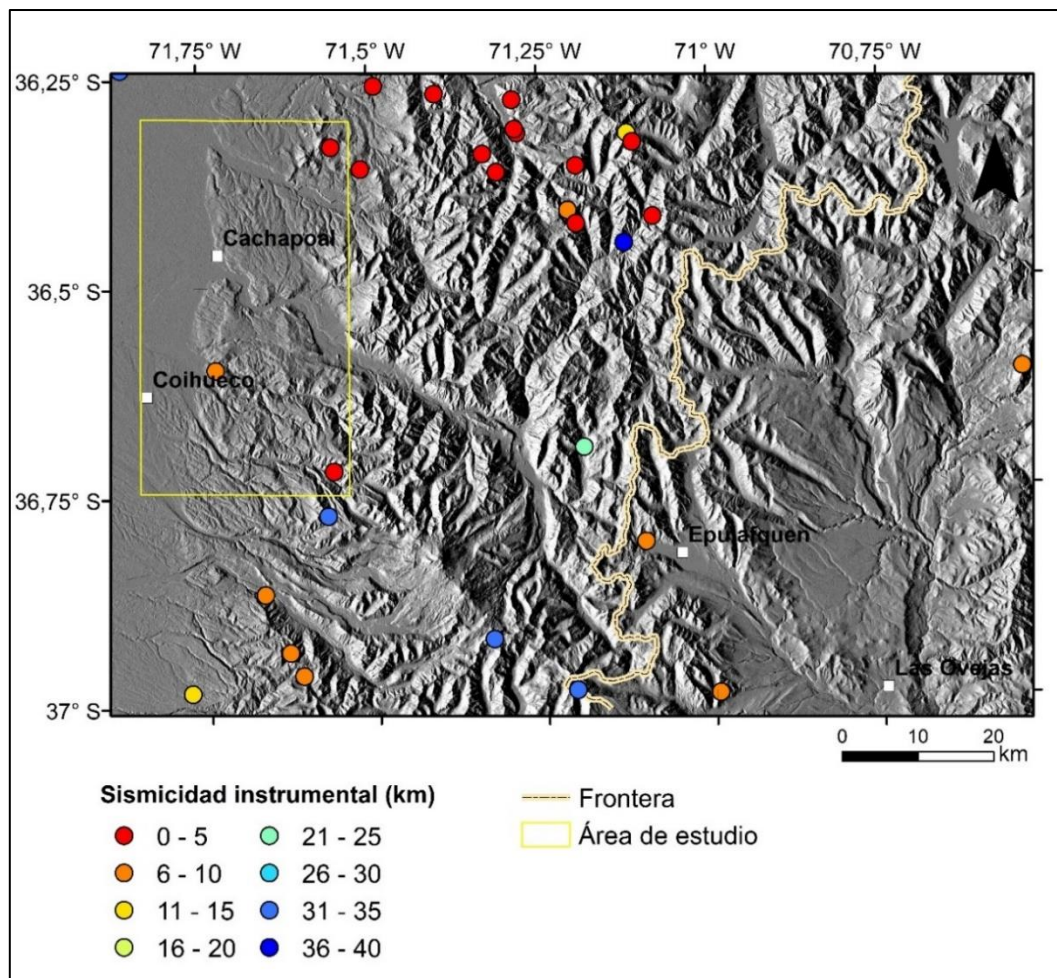 71,75° W 71,5° W 71,25° W 71° W 70,75° W
36,25° S
Cachapoal
36,5° S
Coihueco
36,75° S
Epulafquen
Las Ovejas
37° S
0 10 20
km
Sismicidad instrumental (km)
0 - 5
6 - 10
11 - 15
16 - 20
21 - 25
26 - 30
31 - 35
36 - 40
Frontera
Área de estudio